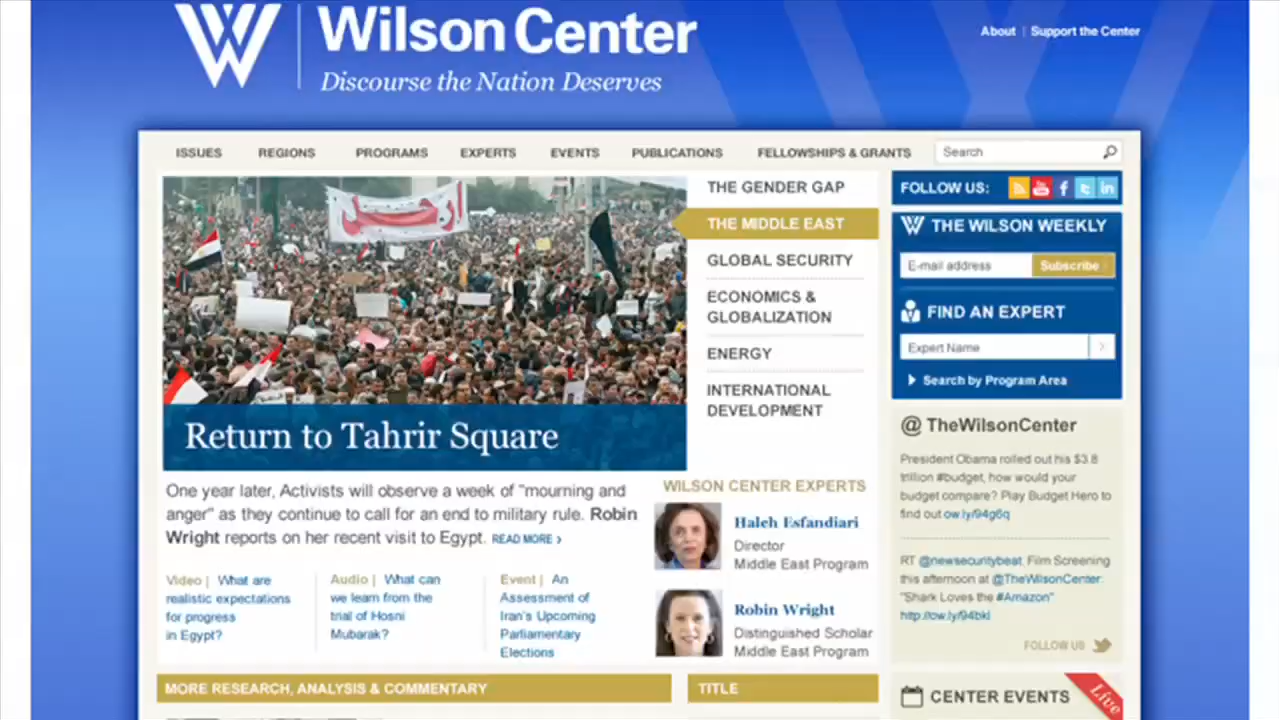 Wilson Center
Discourse the Nation Deserves
About | Support the Center
ISSUES REGIONS PROGRAMS EXPERTS EVENTS PUBLICATIONS FELLOWSHIPS & GRANTS Search
ارحل
Return to Tahrir Square
THE GENDER GAP
THE MIDDLE EAST
GLOBAL SECURITY
ECONOMICS &
GLOBALIZATION
ENERGY
INTERNATIONAL
DEVELOPMENT
One year later, Activists will observe a week of "mourning and
anger" as they continue to call for an end to military rule. Robin
Wright reports on her recent visit to Egypt. READ MORE >
Video | What are
realistic expectations
for progress
in Egypt?
Audio | What can
we learn from the
trial of Hosni
Mubarak?
Event | An
Assessment of
Iran's Upcoming
Parliamentary
Elections
WILSON CENTER EXPERTS
Haleh Esfandiari
Director
Middle East Program
Robin Wright
Distinguished Scholar
Middle East Program
FOLLOW US:
THE WILSON WEEKLY
E-mail address Subscribe
FIND AN EXPERT
Expert Name
Search by Program Area
@ TheWilsonCenter
President Obama rolled out his $3.8
trillion #budget, how would your
budget compare? Play Budget Hero to
find out ow.ly/94g6q
RT @newsecuritybeat, Film Screening
this afternoon at @TheWilsonCenter:
"Shark Loves the #Amazon"
http://ow.ly/94bkl
FOLLOW US
MORE RESEARCH, ANALYSIS & COMMENTARY
TITLE
CENTER EVENTS
Live